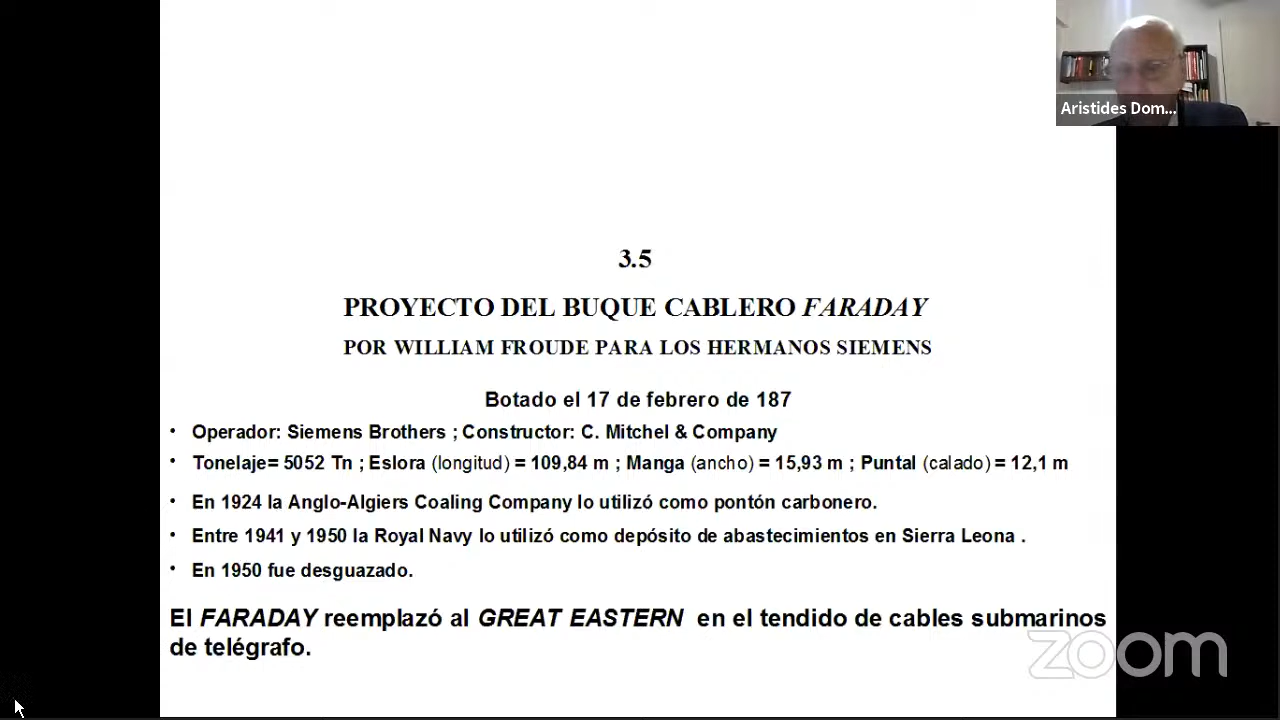 Aristides Dom...
3.5
PROYECTO DEL BUQUE CABLERO FARADAY
POR WILLIAM FROUDE PARA LOS HERMANOS SIEMENS
Botado el 17 de febrero de 187
• Operador: Siemens Brothers ; Constructor: C. Mitchel & Company
• Tonelaje= 5052 Tn ; Eslora (longitud) = 109,84 m ; Manga (ancho) = 15,93 m ; Puntal (calado) = 12,1 m
• En 1924 la Anglo-Algiers Coaling Company lo utilizó como pontón carbonero.
• Entre 1941 y 1950 la Royal Navy lo utilizó como depósito de abastecimientos en Sierra Leona .
• En 1950 fue desguazado.
El FARADAY reemplazó al GREAT EASTERN en el tendido de cables submarinos
de telégrafo.
zoom